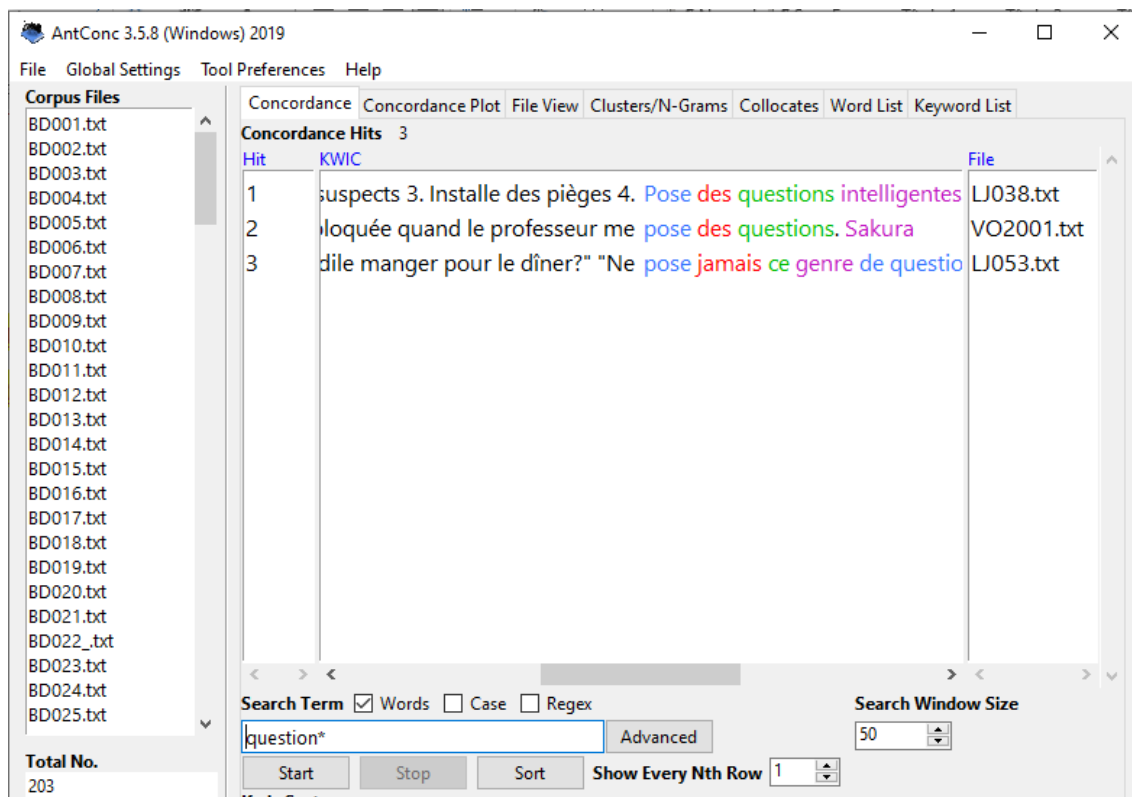 AntConc 3.5.8 (Windows) 2019
File Global Settings Tool Preferences Help
Corpus Files
BD001.txt
BD002.txt
BD003.txt
BD004.txt
BD005.txt
BD006.txt
BD007.txt
BD008.txt
BD009.txt
BD010.txt
BD011.txt
BD012.txt
BD013.txt
BD014.txt
BD015.txt
BD016.txt
BD017.txt
BD018.txt
BD019.txt
BD020.txt
BD021.txt
BD022_.txt
BD023.txt
BD024.txt
BD025.txt
Total No.
203
Concordance Concordance Plot File View Clusters/N-Grams Collocates Word List Keyword List
Concordance Hits 3
Hit KWIC File
1 suspects 3. Installe des pièges 4. Pose des questions intelligentes LJ038.txt
2 loquée quand le professeur me pose des questions. Sakura VO2001.txt
3 dile manger pour le dîner?" "Ne pose jamais ce genre de questio LJ053.txt
Search Term Words Case Regex Search Window Size
question* Advanced 50
Start Stop Sort Show Every Nth Row 1